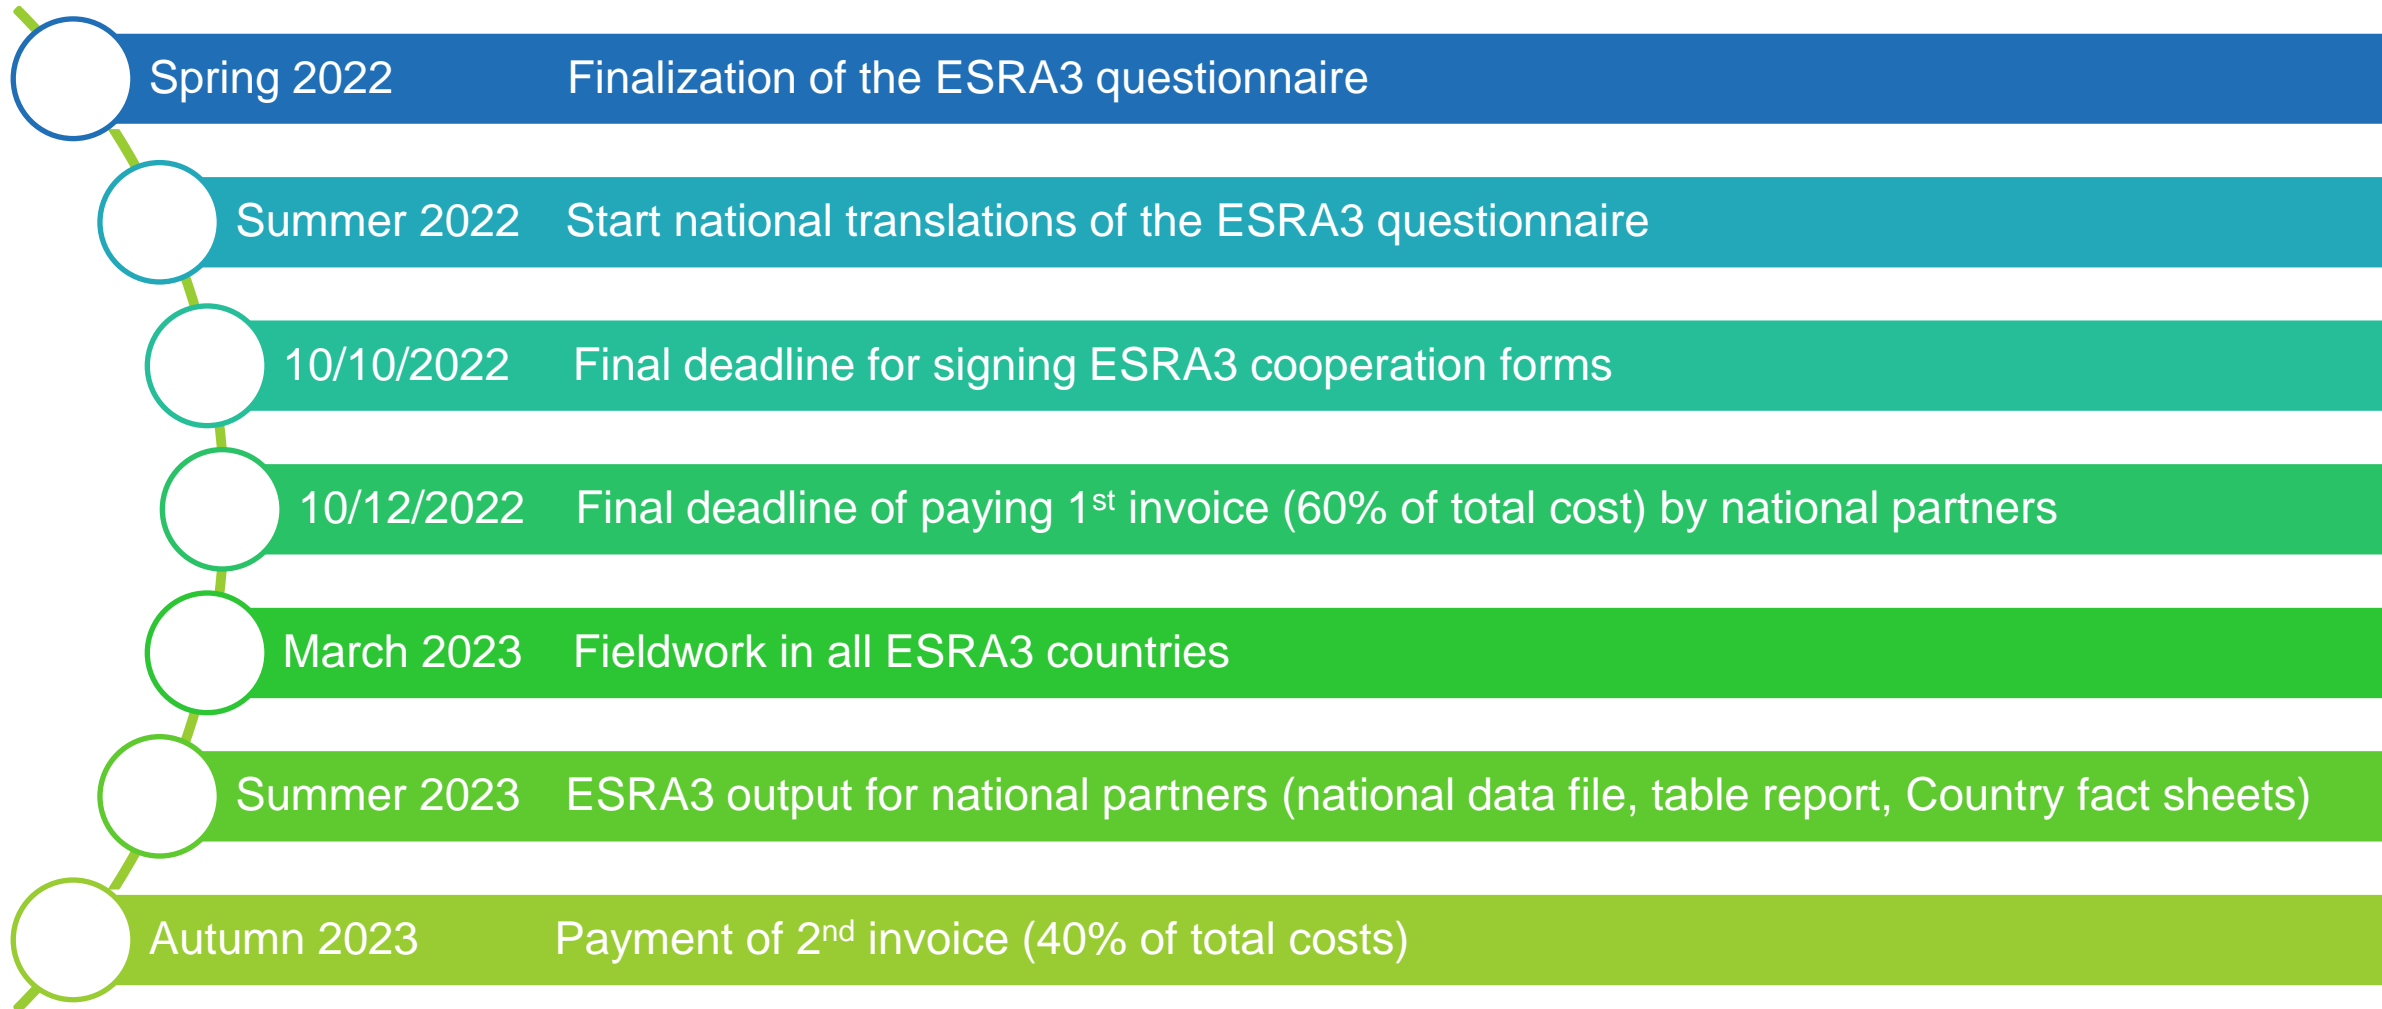 Spring 2022 Finalization of the ESRA3 questionnaire
Summer 2022 Start national translations of the ESRA3 questionnaire
10/10/2022 Final deadline for signing ESRA3 cooperation forms
10/12/2022 Final deadline of paying 1st invoice (60% of total cost) by national partners
March 2023 Fieldwork in all ESRA3 countries
Summer 2023 ESRA3 output for national partners (national data file, table report, Country fact sheets)
Autumn 2023 Payment of 2nd invoice (40% of total costs)